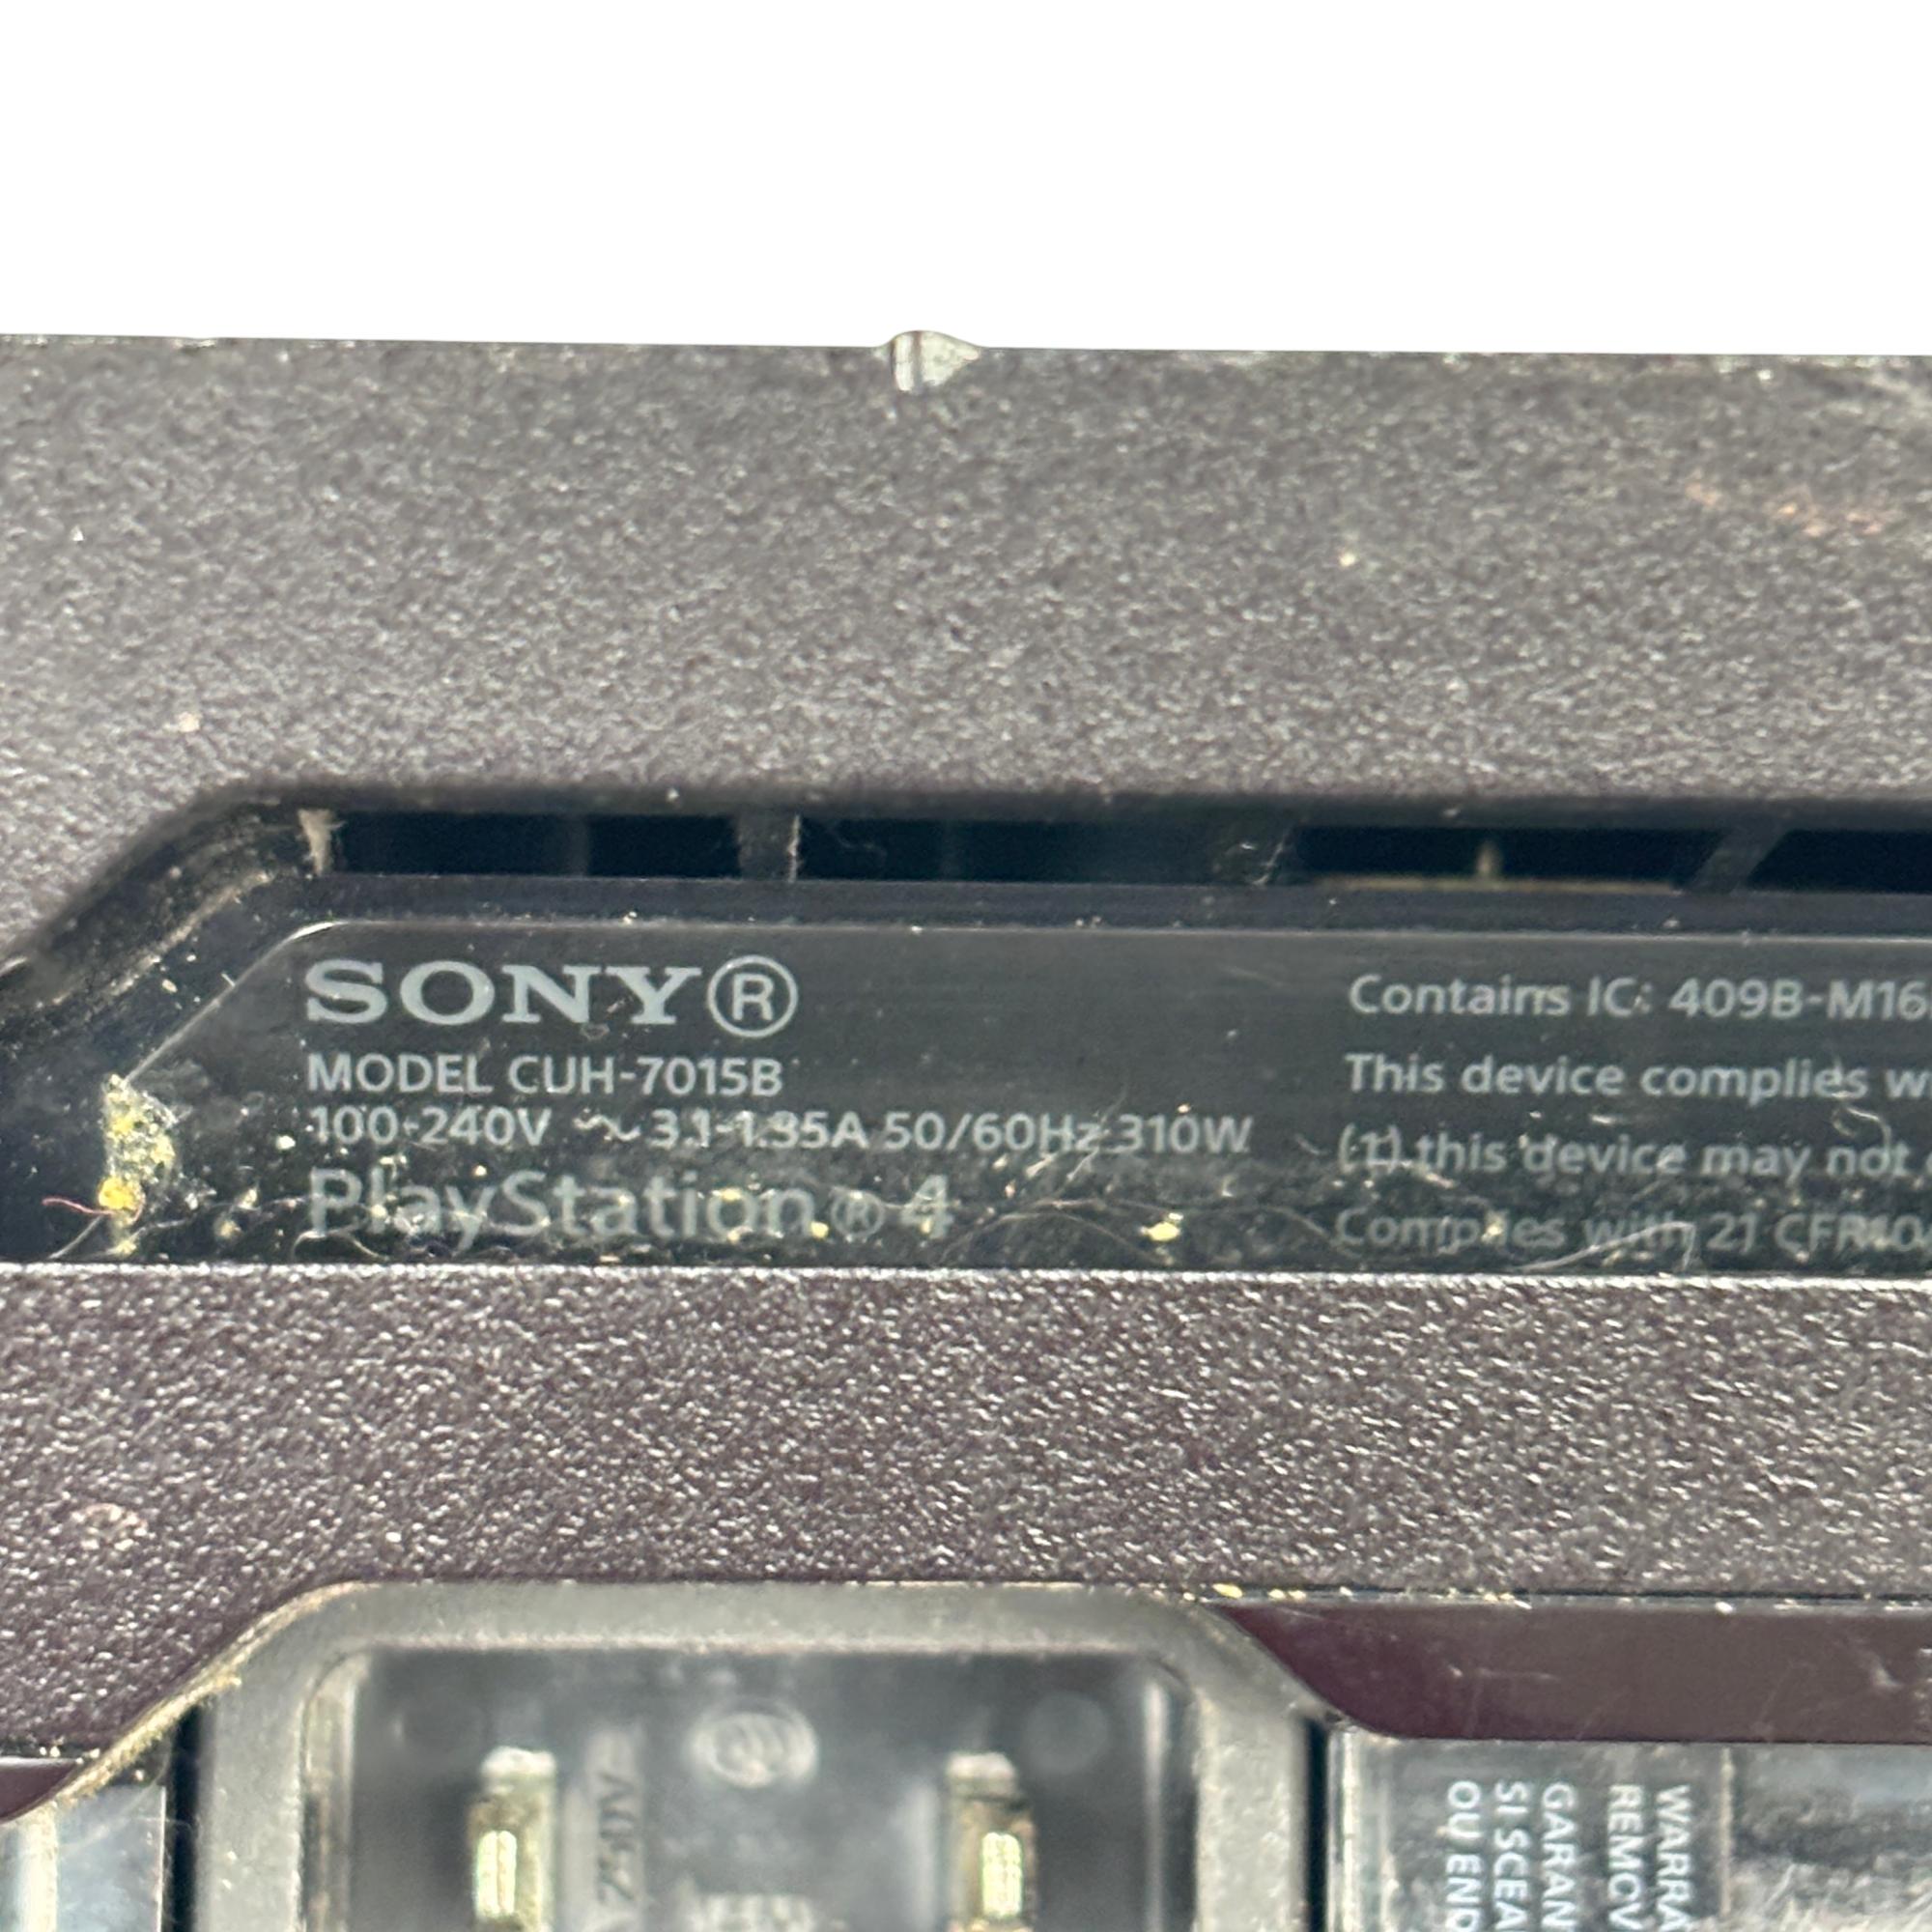 SONY®
MODEL CUH-7015B
100-240V ~ 3.1-1.35A 50/60Hz 310W
PlayStation®4
Contains IC: 409B-M16
This device complies w
(1) this device may not
Complies with 21 CFR
250V
WARRA
REMOV
GARAN
SI SCEA
OU END